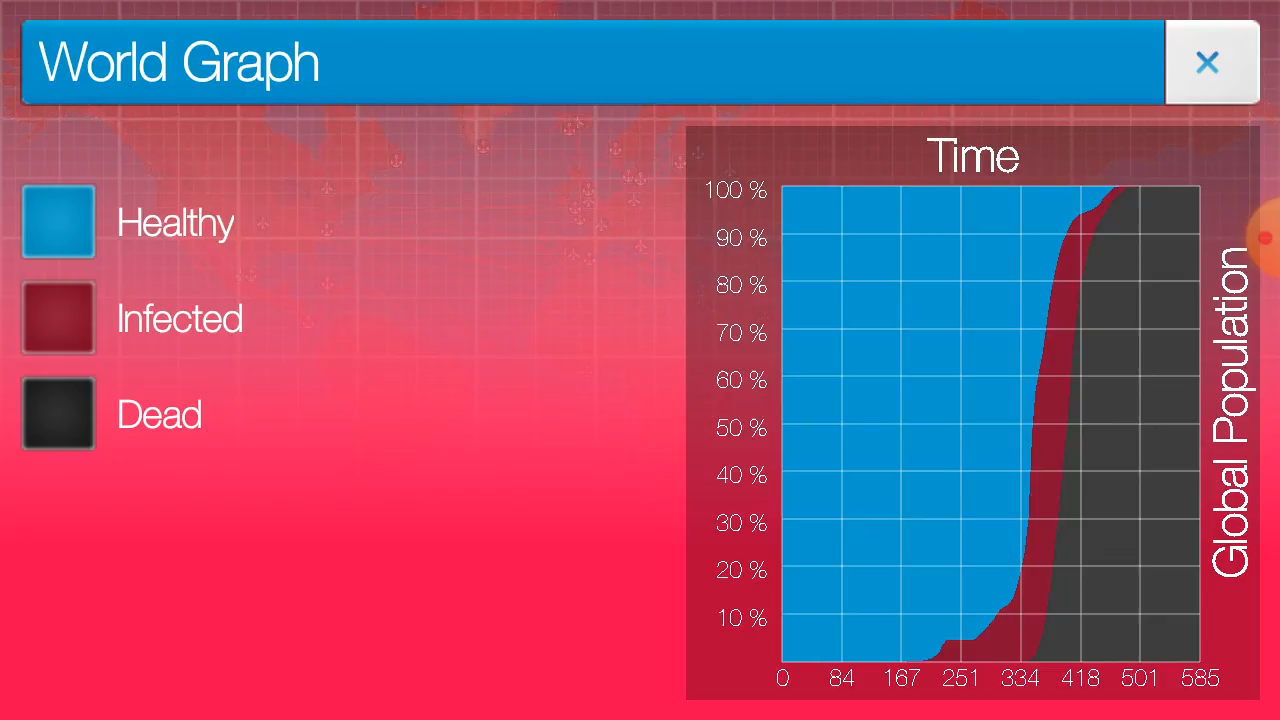 World Graph
×
Healthy
Infected
Dead
Time
100 %
90 %
80 %
70 %
60 %
50 %
40 %
30 %
20 %
10 %
0 84 167 251 334 418 501 585
Global Population